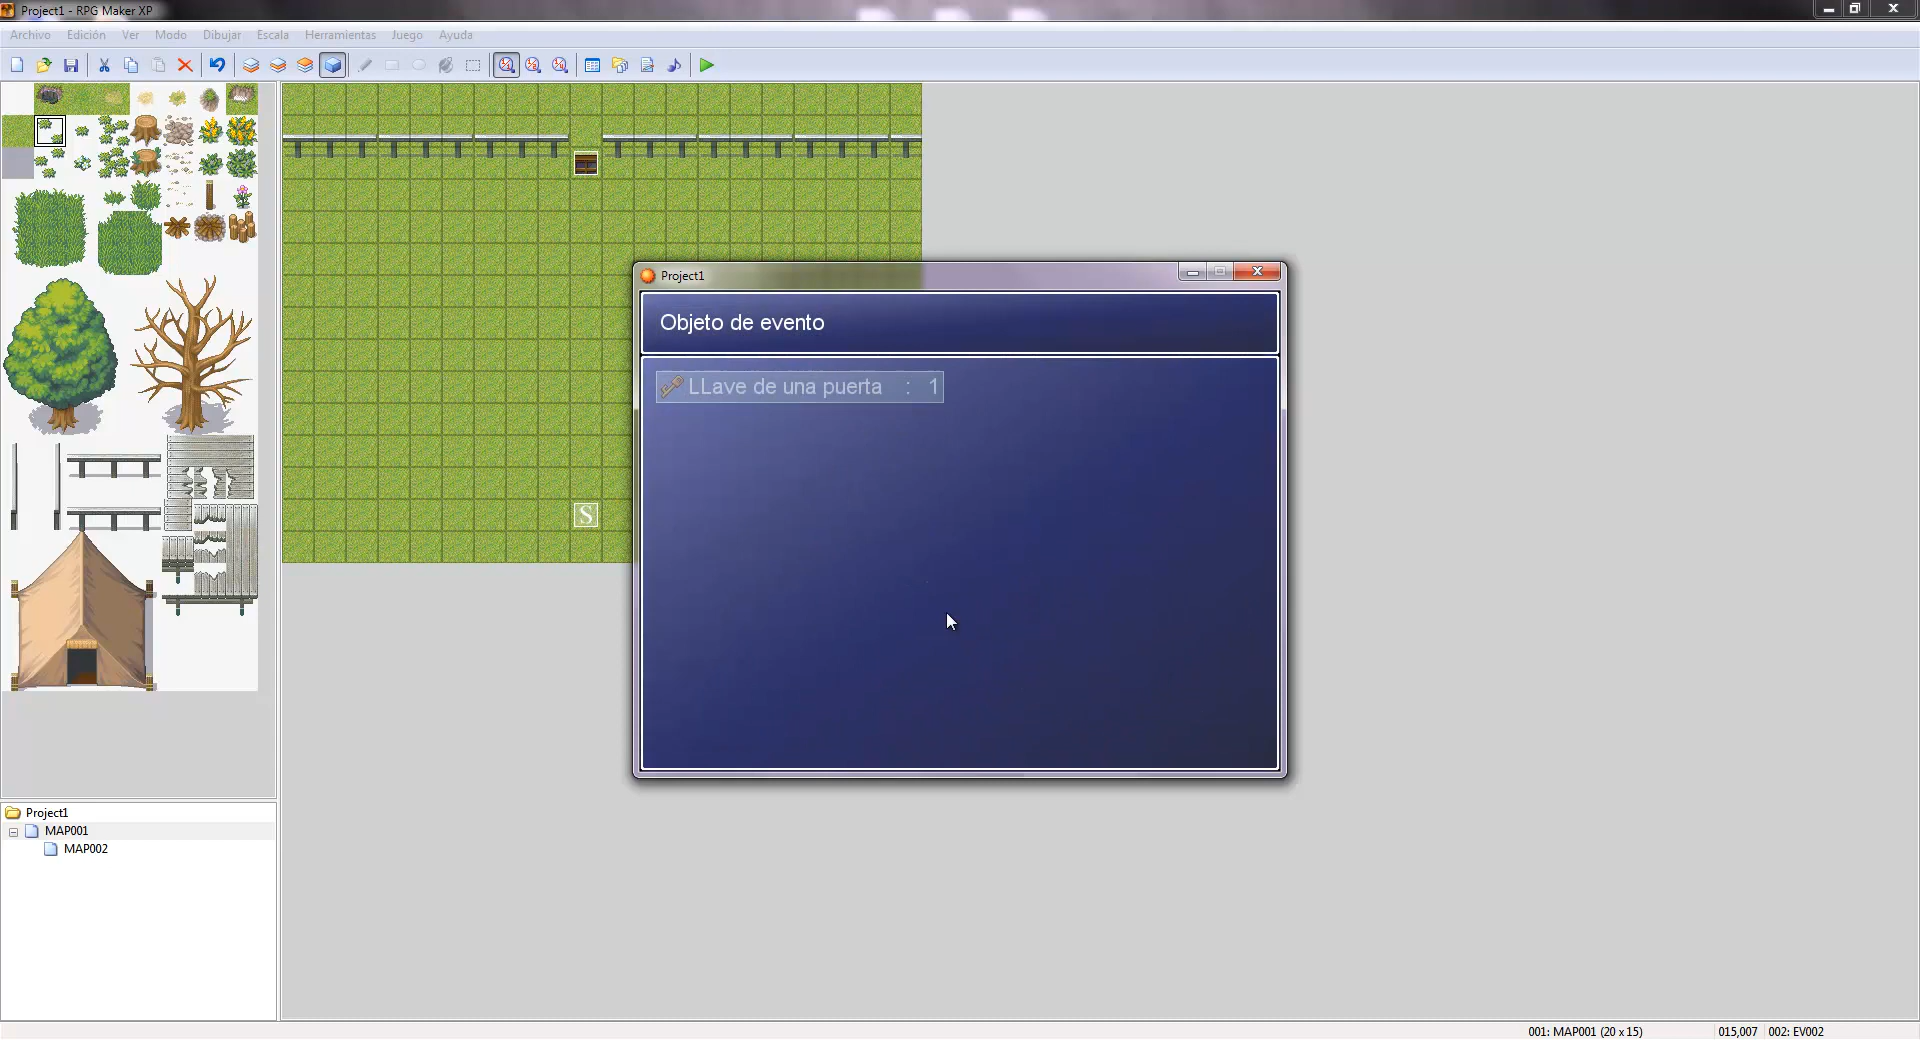 Project1 - RPG Maker XP
Archivo Edición Ver Modo Dibujar Escala Herramientas Juego Ayuda
Project1
Objeto de evento
LLave de una puerta : 1
S
Project1
MAP001
MAP002
001: MAP001 (20 x 15) 015,007 002: EV002